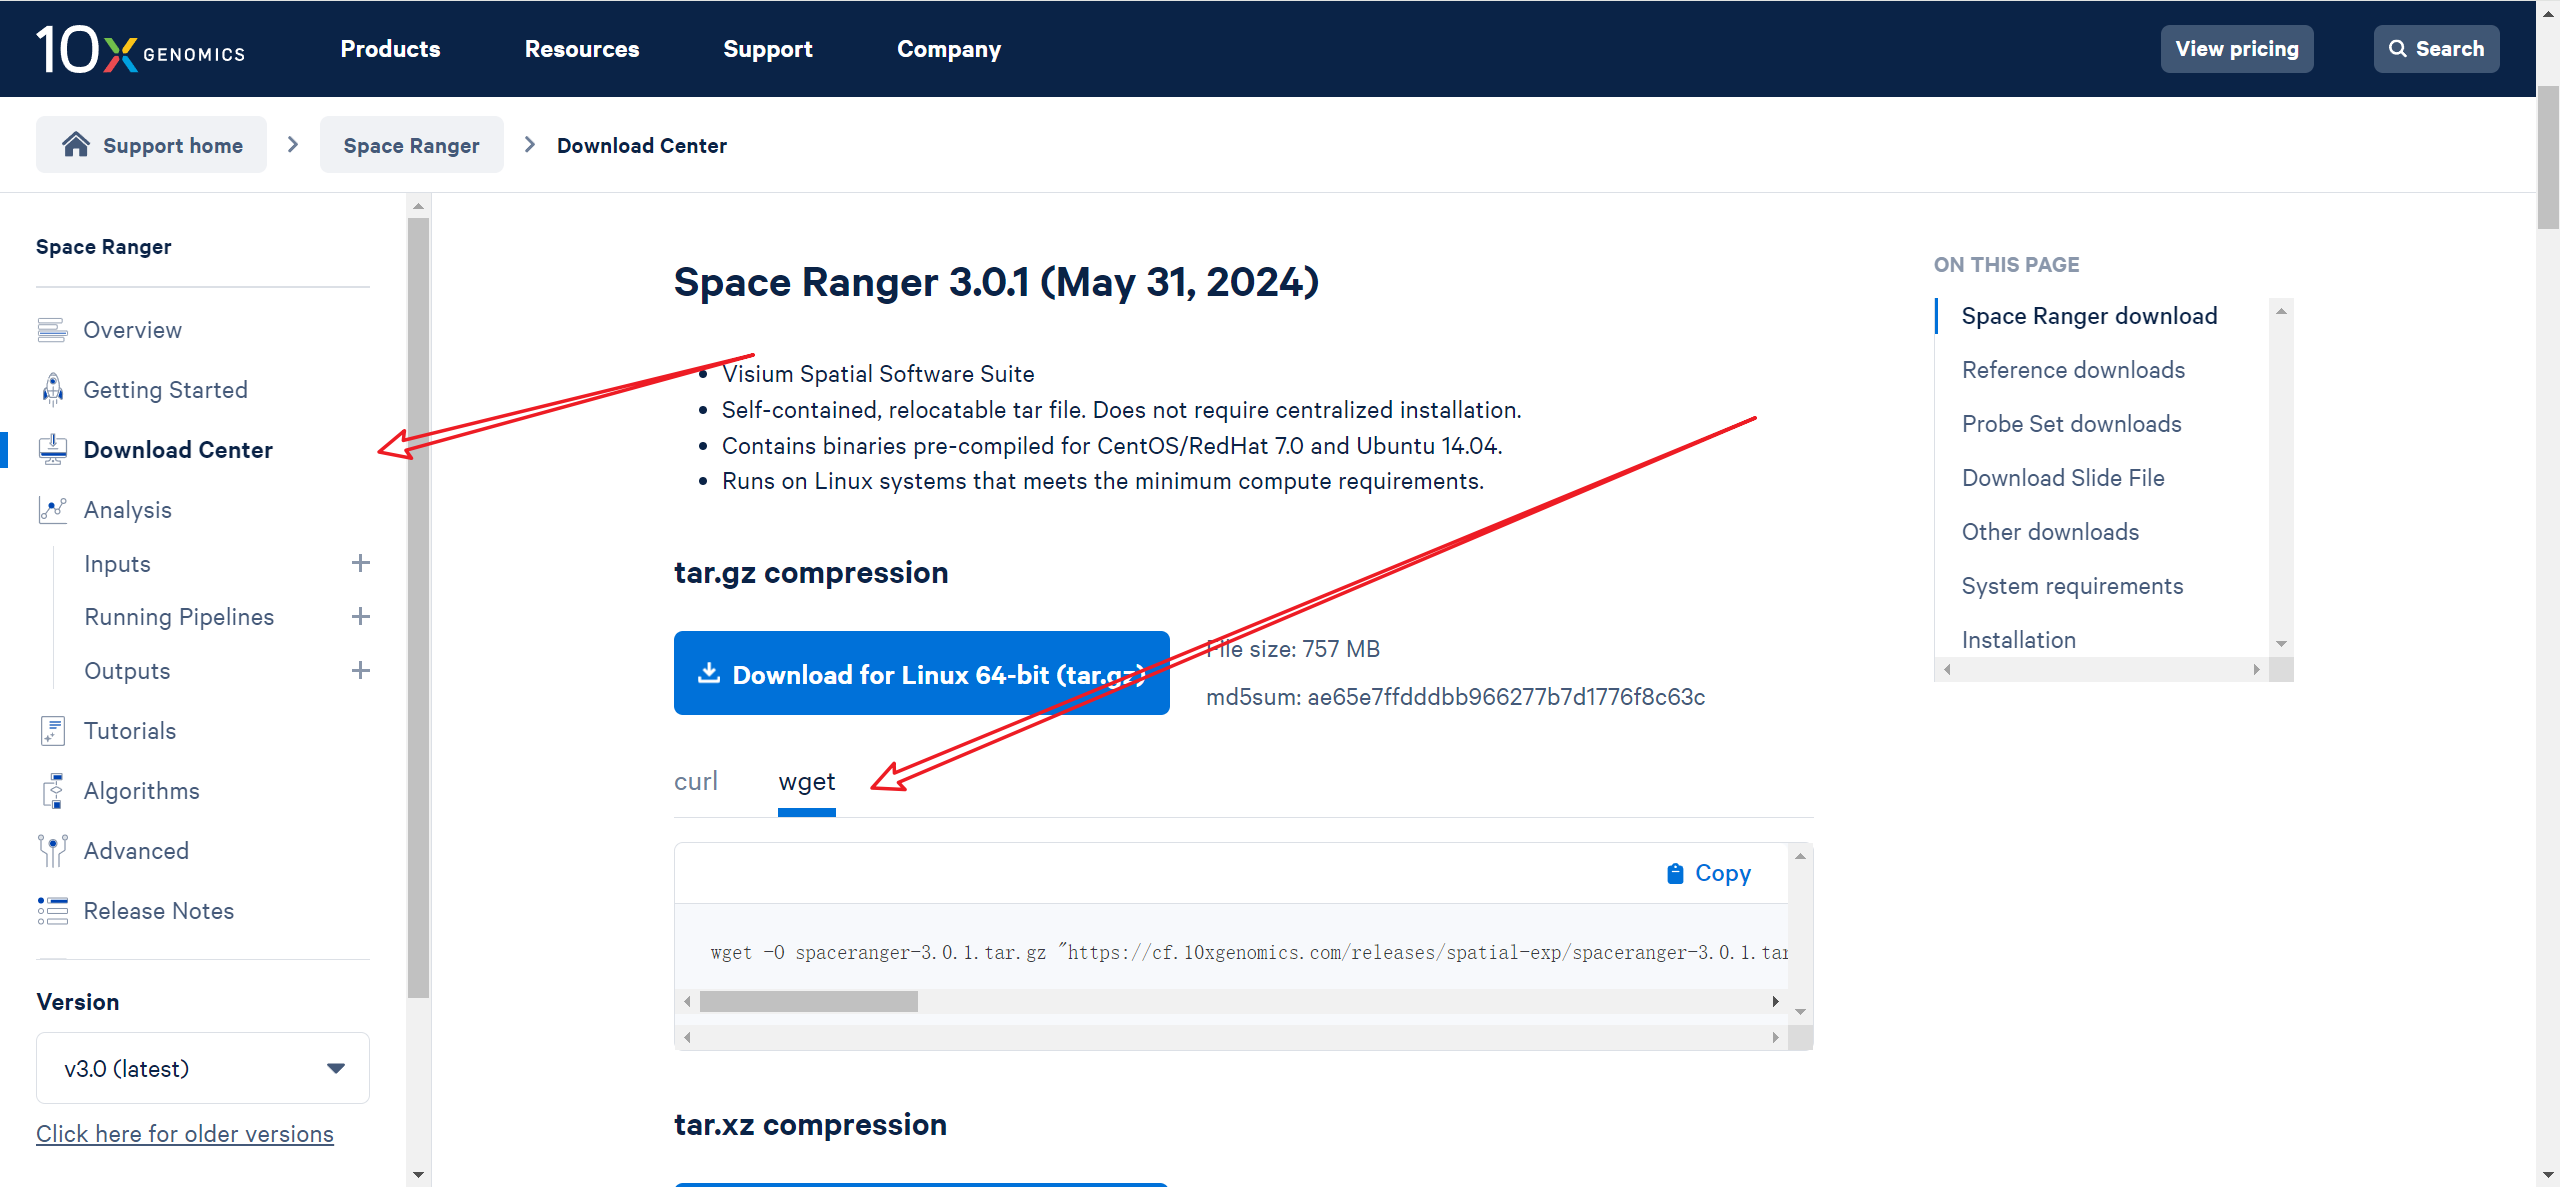 10X GENOMICS
Products
Resources
Support
Company
View pricing
Search
Support home
Space Ranger
Download Center
Space Ranger
Overview
Getting Started
Download Center
Analysis
Inputs
Running Pipelines
Outputs
Tutorials
Algorithms
Advanced
Release Notes
Version
v3.0 (latest)
Click here for older versions
Space Ranger 3.0.1 (May 31, 2024)
Visium Spatial Software Suite
Self-contained, relocatable tar file. Does not require centralized installation.
Contains binaries pre-compiled for CentOS/RedHat 7.0 and Ubuntu 14.04.
Runs on Linux systems that meets the minimum compute requirements.
tar.gz compression
Download for Linux 64-bit (tar.gz)
File size: 757 MB
md5sum: ae65e7ffdddbb966277b7d1776f8c63c
curl
wget
Copy
wget -O spaceranger-3.0.1.tar.gz "https://cf.10xgenomics.com/releases/spatial-exp/spaceranger-3.0.1.tar
tar.xz compression
ON THIS PAGE
Space Ranger download
Reference downloads
Probe Set downloads
Download Slide File
Other downloads
System requirements
Installation